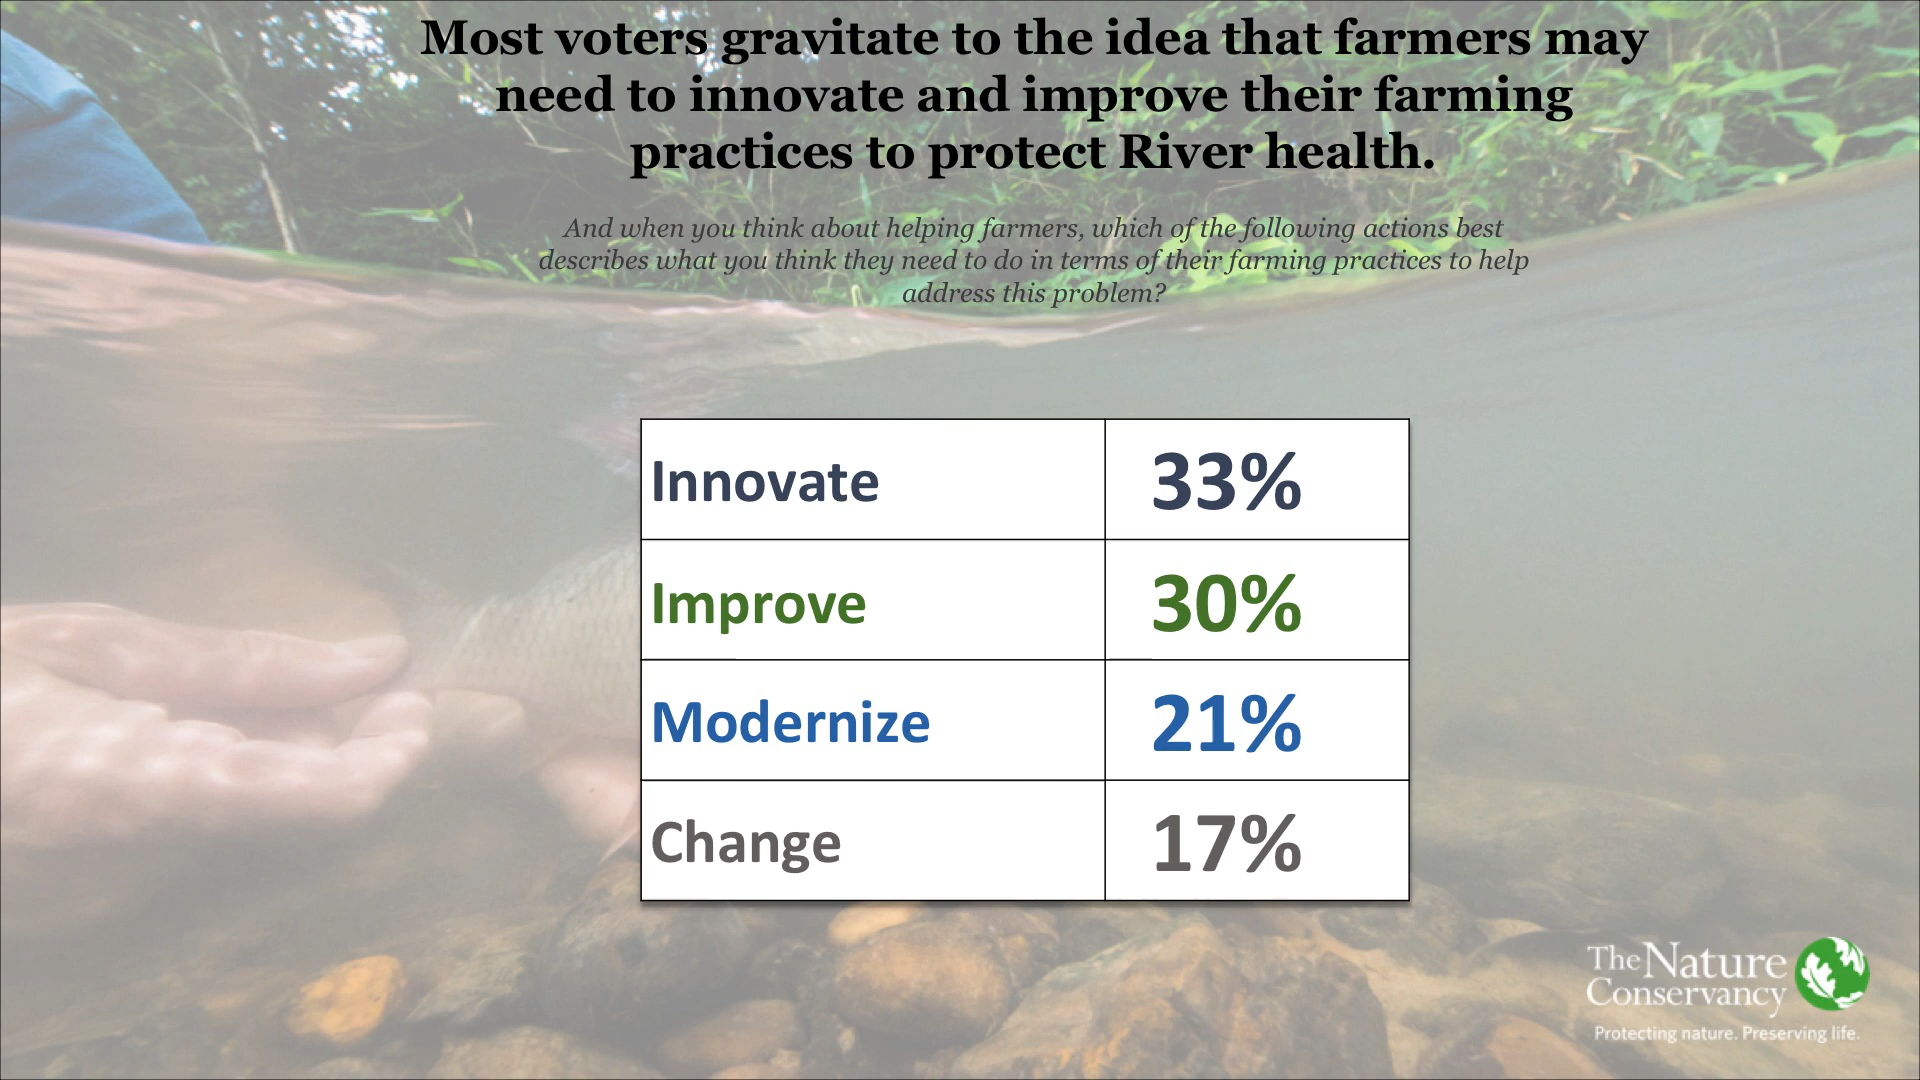 Most voters gravitate to the idea that farmers may
need to innovate and improve their farming
practices to protect River health.
And when you think about helping farmers, which of the following actions best
describes what you think they need to do in terms of their farming practices to help
address this problem?
Innovate 33%
Improve 30%
Modernize 21%
Change 17%
The Nature
Conservancy
Protecting nature. Preserving life.